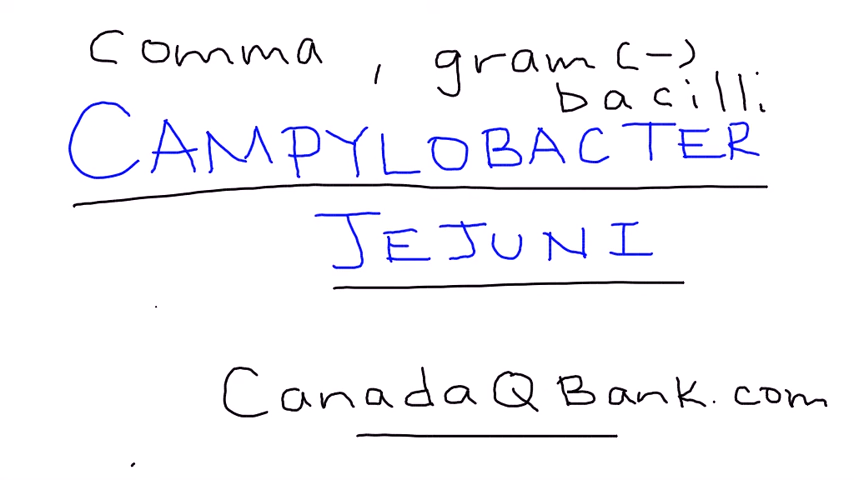 Comma, gram (-)
bacilli
CAMPYLOBACTER
JEJUNI
CanadaQBank.com